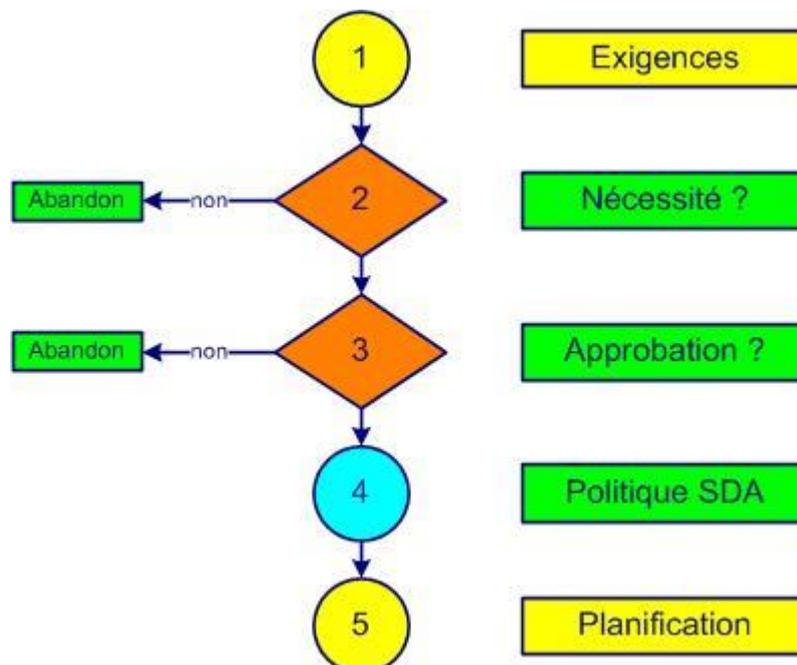 1 Exigences
Abandon non 2 Nécessité ?
Abandon non 3 Approbation ?
4 Politique SDA
5 Planification